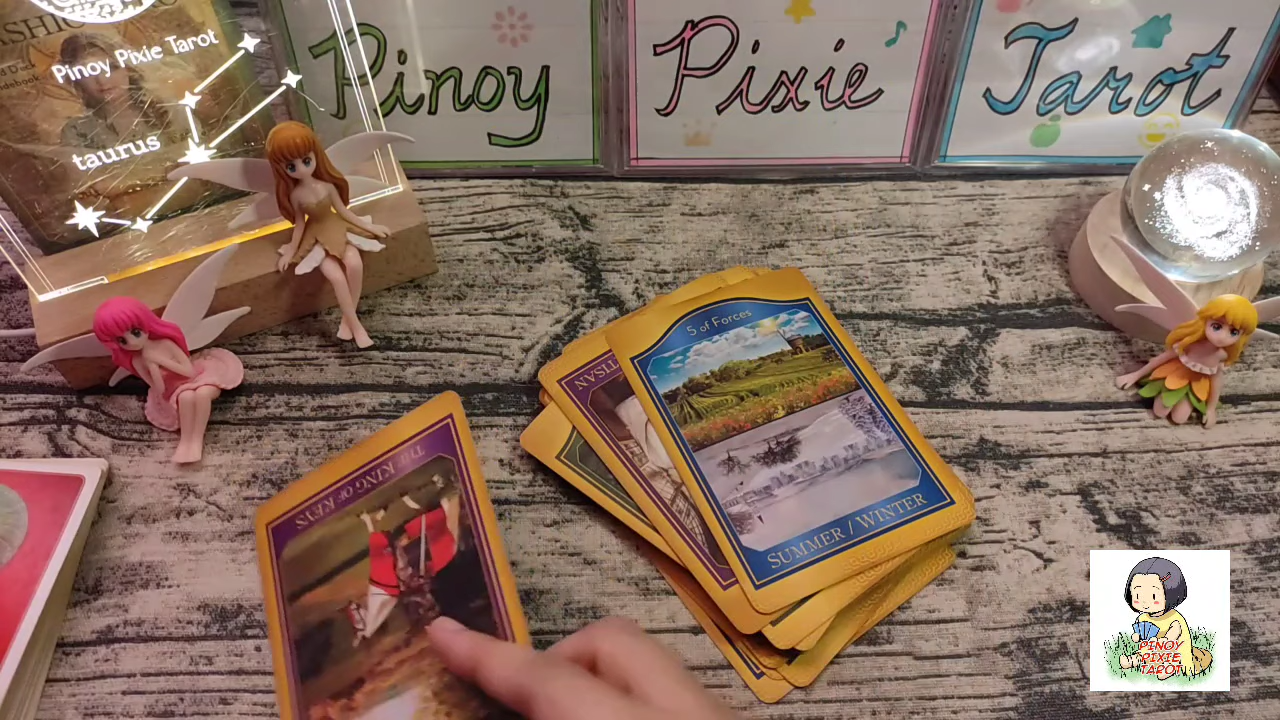 Pinoy Pixie Tarot
taurus
Pinoy
Pixie
Tarot
5 of Forces
SUMMER / WINTER
TISAN
THE KING OF KEYS
PINOY
PIXIE
TAROT